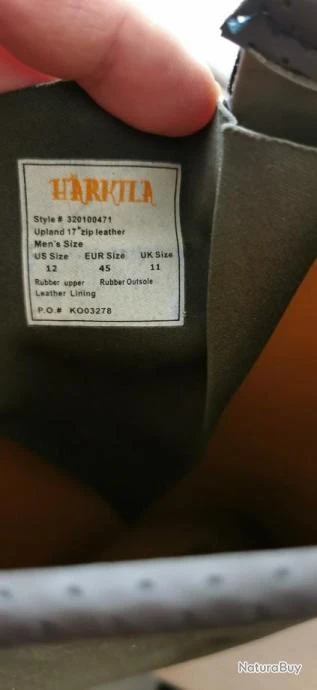 HÄRKILA
Style # 320100471
Upland 17"zip leather
Men's Size
US Size EUR Size UK Size
12 45 11
Rubber upper Rubber Outsole
Leather Lining
P.O.# KO03278
NaturaBuy